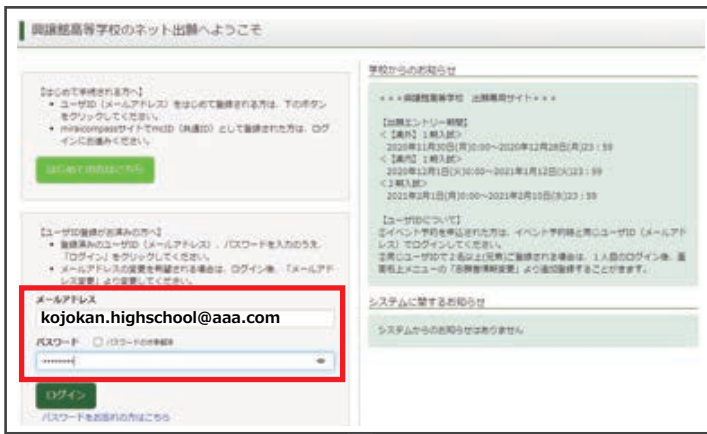 興譲館高等学校のネット出願へようこそ
【はじめて手続きされる方へ】
• ユーザID（メールアドレス）をはじめて登録される方は、下のボタン
をクリックしてください。
• miraicompassサイトでmcID（共通ID）として登録された方は、ログ
インにお進みください。
はじめての方はこちら
【ユーザID登録がお済みの方へ】
• 登録済みのユーザID（メールアドレス）、パスワードを入力のうえ、
「ログイン」をクリックしてください。
• メールアドレスの変更を希望される場合は、ログイン後、「メールアド
レス変更」より変更してください。
メールアドレス
kojokan.highschool@aaa.com
パスワード
ログイン
パスワードをお忘れの方はこちら
学校からのお知らせ
＊＊＊興譲館高等学校 出願専用サイト＊＊＊
【出願エントリー期間】
＜【県外】1期入試＞
2020年11月30日(月)0:00～2020年12月28日(月)23：59
＜【県内】1期入試＞
2020年12月1日(火)0:00～2021年1月12日(火)23：59
＜2期入試＞
2021年2月1日(月)0:00～2021年2月10日(水)23：59
【ユーザIDについて】
①イベント予約を申込された方は、イベント予約時と同じユーザID（メールアド
レス）でログインしてください。
②同じユーザIDで2名以上(兄弟)ご登録される場合は、1人目のログイン後、画
面右上メニューの「志願者情報変更」より追加登録することができます。
システムに関するお知らせ
システムからのお知らせはありません